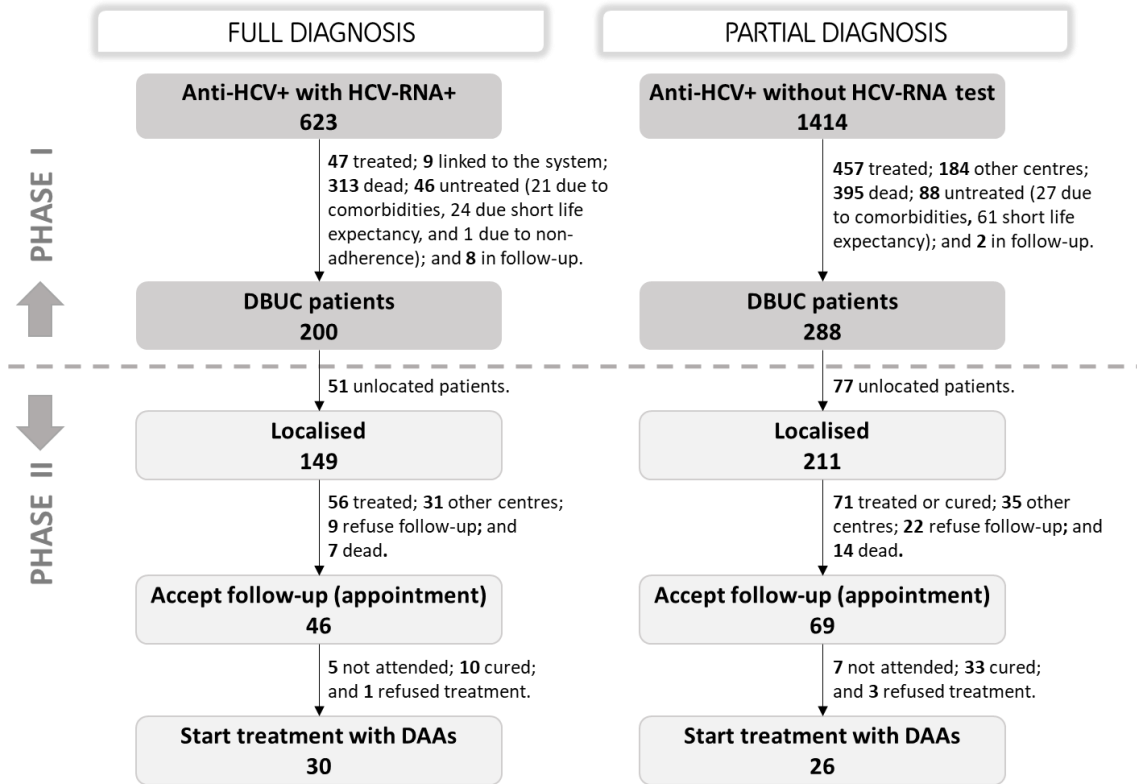 FULL DIAGNOSIS
PARTIAL DIAGNOSIS
PHASE I
Anti-HCV+ with HCV-RNA+
623
Anti-HCV+ without HCV-RNA test
1414
47 treated; 9 linked to the system;
313 dead; 46 untreated (21 due to
comorbidities, 24 due short life
expectancy, and 1 due to non-
adherence); and 8 in follow-up.
457 treated; 184 other centres;
395 dead; 88 untreated (27 due
to comorbidities, 61 short life
expectancy); and 2 in follow-up.
DBUC patients
200
DBUC patients
288
PHASE II
51 unlocated patients.
77 unlocated patients.
Localised
149
Localised
211
56 treated; 31 other centres;
9 refuse follow-up; and
7 dead.
71 treated or cured; 35 other
centres; 22 refuse follow-up; and
14 dead.
Accept follow-up (appointment)
46
Accept follow-up (appointment)
69
5 not attended; 10 cured;
and 1 refused treatment.
7 not attended; 33 cured;
and 3 refused treatment.
Start treatment with DAAs
30
Start treatment with DAAs
26